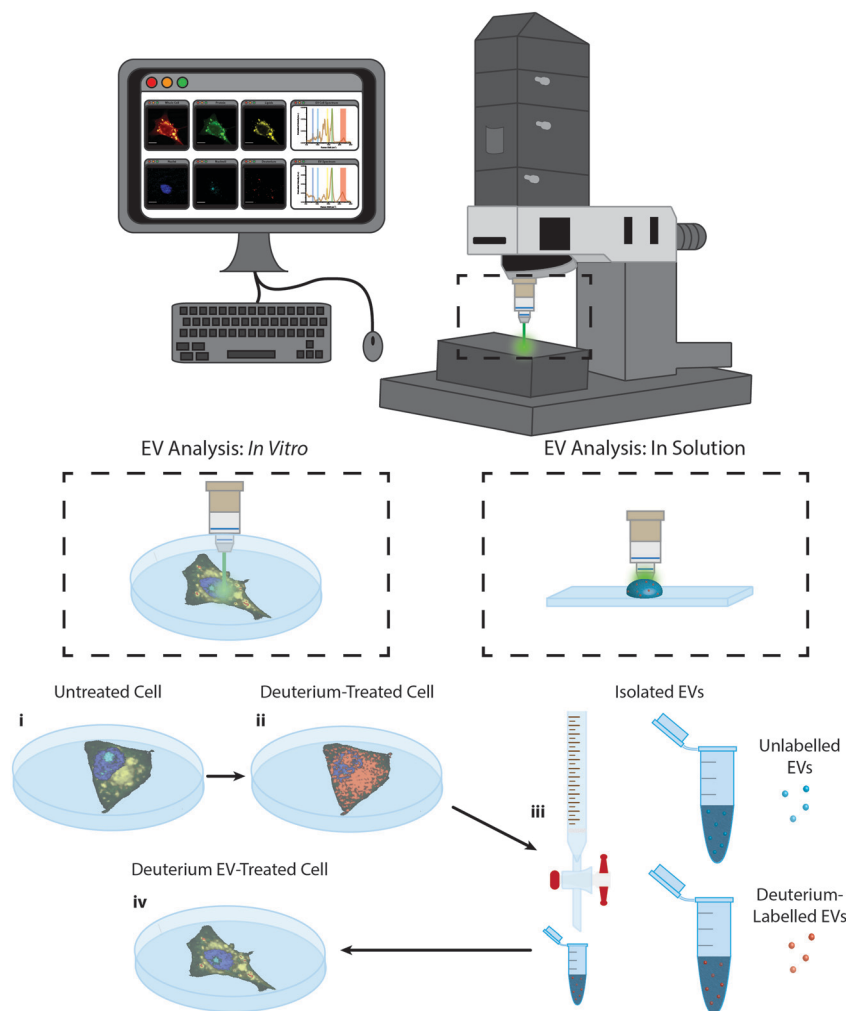 EV Analysis: In Vitro
EV Analysis: In Solution
Untreated Cell
Deuterium-Treated Cell
Isolated EVs
i
ii
Unlabelled
EVs
iii
Deuterium EV-Treated Cell
Deuterium-
Labelled EVs
iv